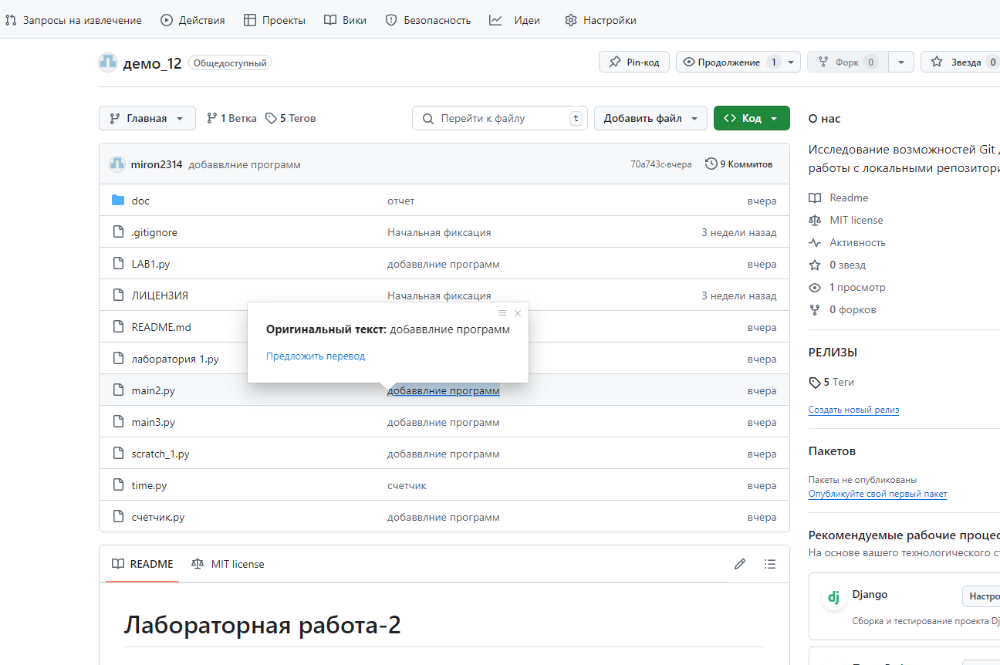 Запросы на извлечение Действия Проекты Вики Безопасность Идеи Настройки
демо_12 Общедоступный Pin-код Продолжение 1 Форк 0 Звезда 0
Главная 1 Ветка 5 Тегов Перейти к файлу t Добавить файл <> Код
miron2314 добаввлние программ 70a743c·вчера 9 Коммитов
doc отчет вчера
.gitignore Начальная фиксация 3 недели назад
LAB1.py добаввлние программ вчера
ЛИЦЕНЗИЯ Начальная фиксация 3 недели назад
README.md вчера
лаборатория 1.py вчера
main2.py добаввлние программ вчера
main3.py добаввлние программ вчера
scratch_1.py добаввлние программ вчера
time.py счетчик вчера
счетчик.py добаввлние программ вчера
Оригинальный текст: добаввлние программ
Предложить перевод
README MIT license
Лабораторная работа-2
О нас
Исследование возможностей Git
работы с локальными репозитори
Readme
MIT license
Активность
0 звезд
1 просмотр
0 форков
РЕЛИЗЫ
5 Теги
Создать новый релиз
Пакетов
Пакеты не опубликованы
Опубликуйте свой первый пакет
Рекомендуемые рабочие процес
На основе вашего технологического ст
dj Django Настро
Сборка и тестирование проекта Dj